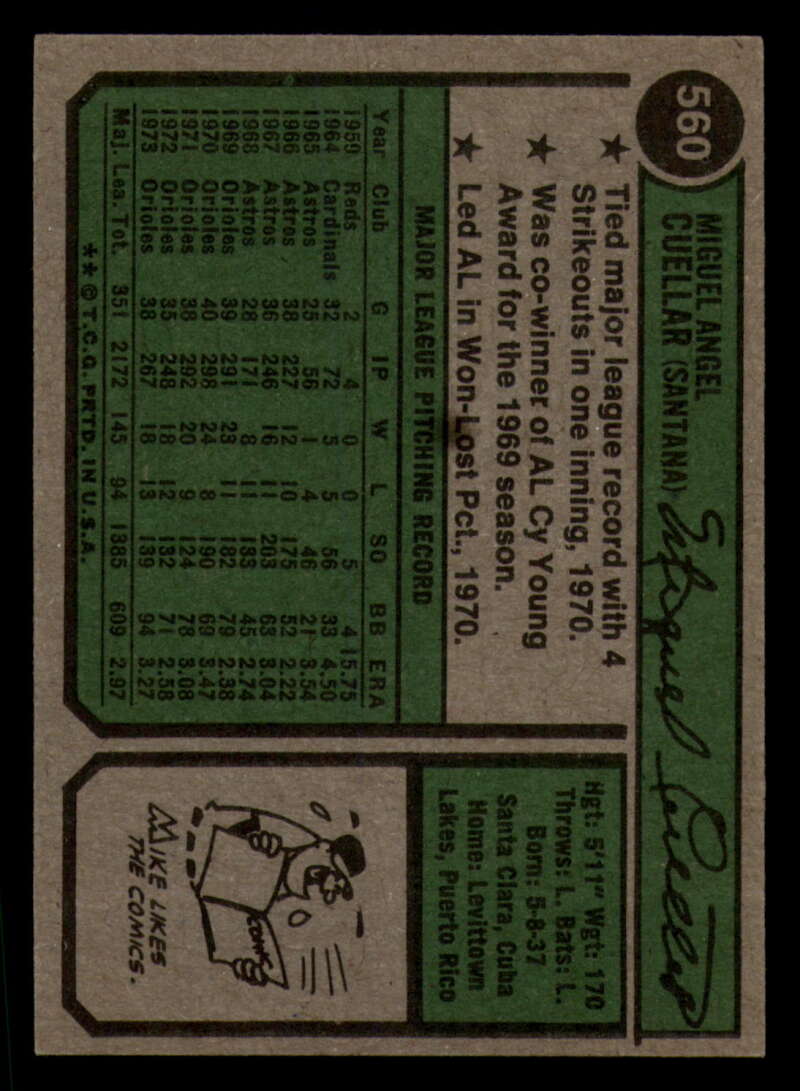 560
MIGUEL ANGEL
CUELLAR (SANTANA)
Miguel Cuellar
★ Tied major league record with 4
Strikeouts in one inning, 1970.
★ Was co-winner of AL Cy Young
Award for the 1969 season.
★ Led AL in Won-Lost Pct., 1970.
MAJOR LEAGUE PITCHING RECORD
Year Club G IP W L SO BB ERA
1959 Reds 2 4 0 0 5 4 15.75
1964 Cardinals 32 72 5 5 56 33 4.50
1965 Astros 25 56 1 4 46 21 3.54
1966 Astros 38 227 12 10 175 52 2.22
1967 Astros 36 246 16 11 203 63 3.04
1968 Astros 28 171 8 11 133 45 2.74
1969 Orioles 39 291 23 11 182 79 2.38
1970 Orioles 40 298 24 8 190 69 3.47
1971 Orioles 38 292 20 9 124 78 3.08
1972 Orioles 35 248 18 12 132 71 2.58
1973 Orioles 38 267 18 13 139 94 3.27
Maj. Lea. Tot. 351 2172 145 94 1385 609 2.97
**©T.C.G. PRTD. IN U.S.A.
Hgt: 5'11" Wgt: 170
Throws: L. Bats: L.
Born: 5-8-37
Santa Clara, Cuba
Home: Levittown
Lakes, Puerto Rico
COMIC
MIKE LIKES
THE COMICS.